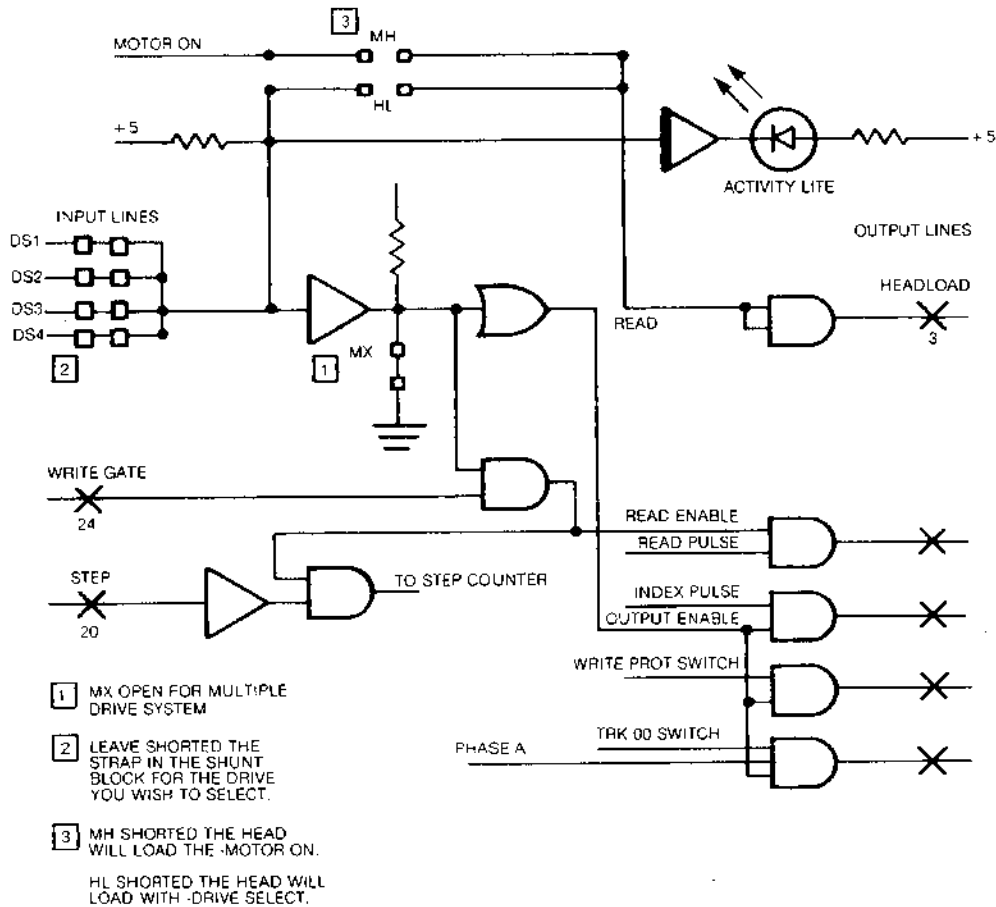 3
MH
MOTOR ON
HL
+5
+5
ACTIVITY LITE
INPUT LINES
OUTPUT LINES
DS1
DS2
HEADLOAD
DS3
READ
DS4
3
MX
2
1
WRITE GATE
24
READ ENABLE
READ PULSE
STEP
TO STEP COUNTER
INDEX PULSE
20
OUTPUT ENABLE
WRITE PROT SWITCH
TRK 00 SWITCH
PHASE A
1 MX OPEN FOR MULTIPLE
DRIVE SYSTEM
2 LEAVE SHORTED THE
STRAP IN THE SHUNT
BLOCK FOR THE DRIVE
YOU WISH TO SELECT.
3 MH SHORTED THE HEAD
WILL LOAD THE -MOTOR ON.
HL SHORTED THE HEAD WILL
LOAD WITH -DRIVE SELECT.